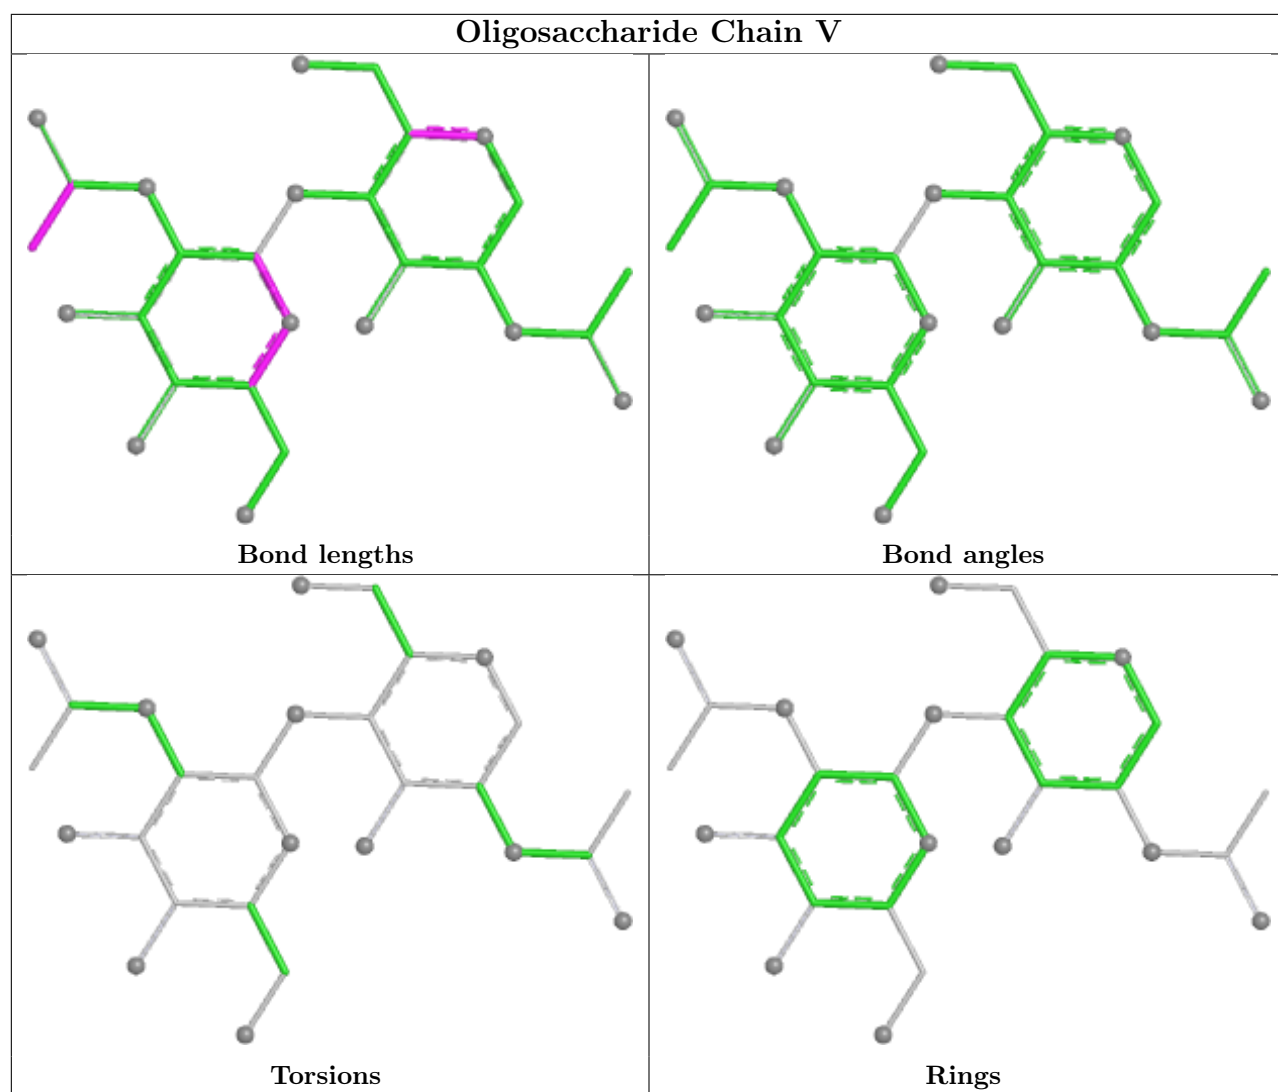 Oligosaccharide Chain V
Bond lengths
Bond angles
Torsions
Rings